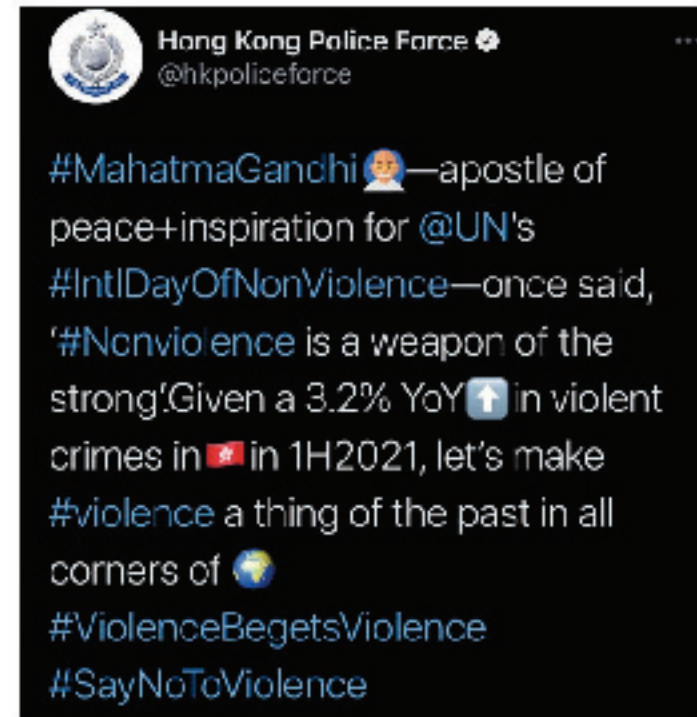 Hong Kong Police Force
@hkpoliceforce
#MahatmaGandhi👨🏼‍🦲—apostle of
peace+inspiration for @UN's
#IntlDayOfNonViolence—once said,
'#Nonviolence is a weapon of the
strong'.Given a 3.2% YoY⬆️in violent
crimes in🇭🇰in 1H2021, let's make
#violence a thing of the past in all
corners of 🌍
#ViolenceBegetsViolence
#SayNoToViolence